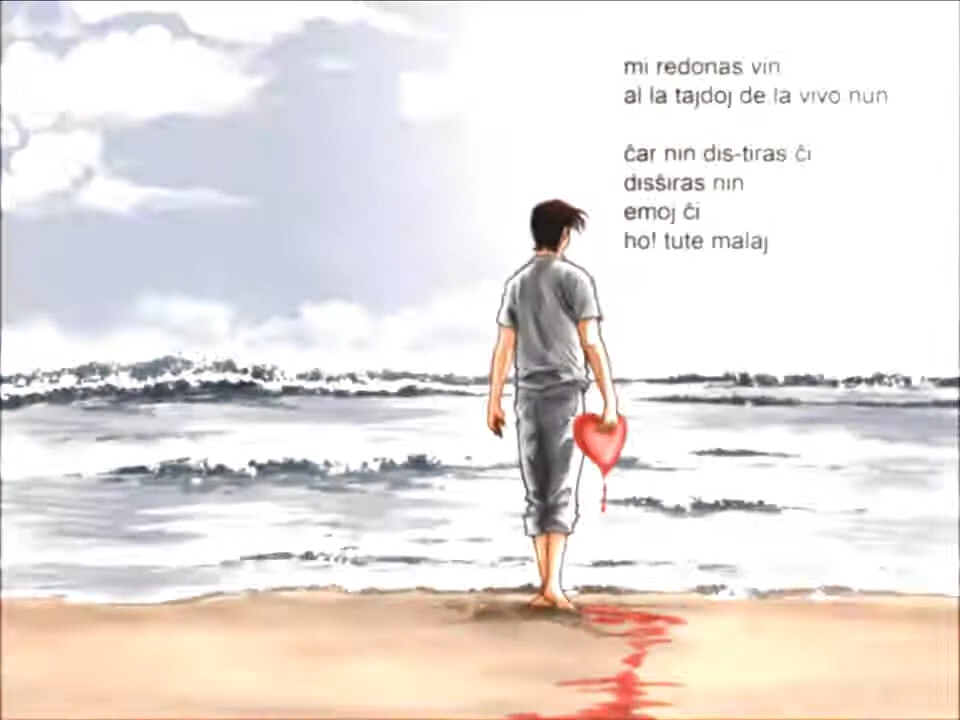 mi redonas vin
al la tajdoj de la vivo nun
ĉar nin dis-tiras ĉi
disŝiras nin
emoj ĉi
ho! tute malaj